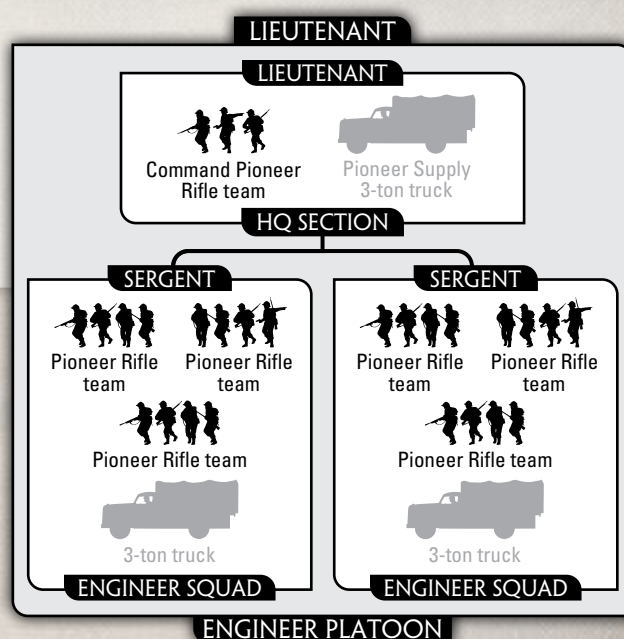 LIEUTENANT
LIEUTENANT
Command Pioneer
Rifle team
Pioneer Supply
3-ton truck
HQ SECTION
SERGENT
Pioneer Rifle
team
Pioneer Rifle
team
Pioneer Rifle team
3-ton truck
ENGINEER SQUAD
SERGENT
Pioneer Rifle
team
Pioneer Rifle
team
Pioneer Rifle team
3-ton truck
ENGINEER SQUAD
ENGINEER PLATOON